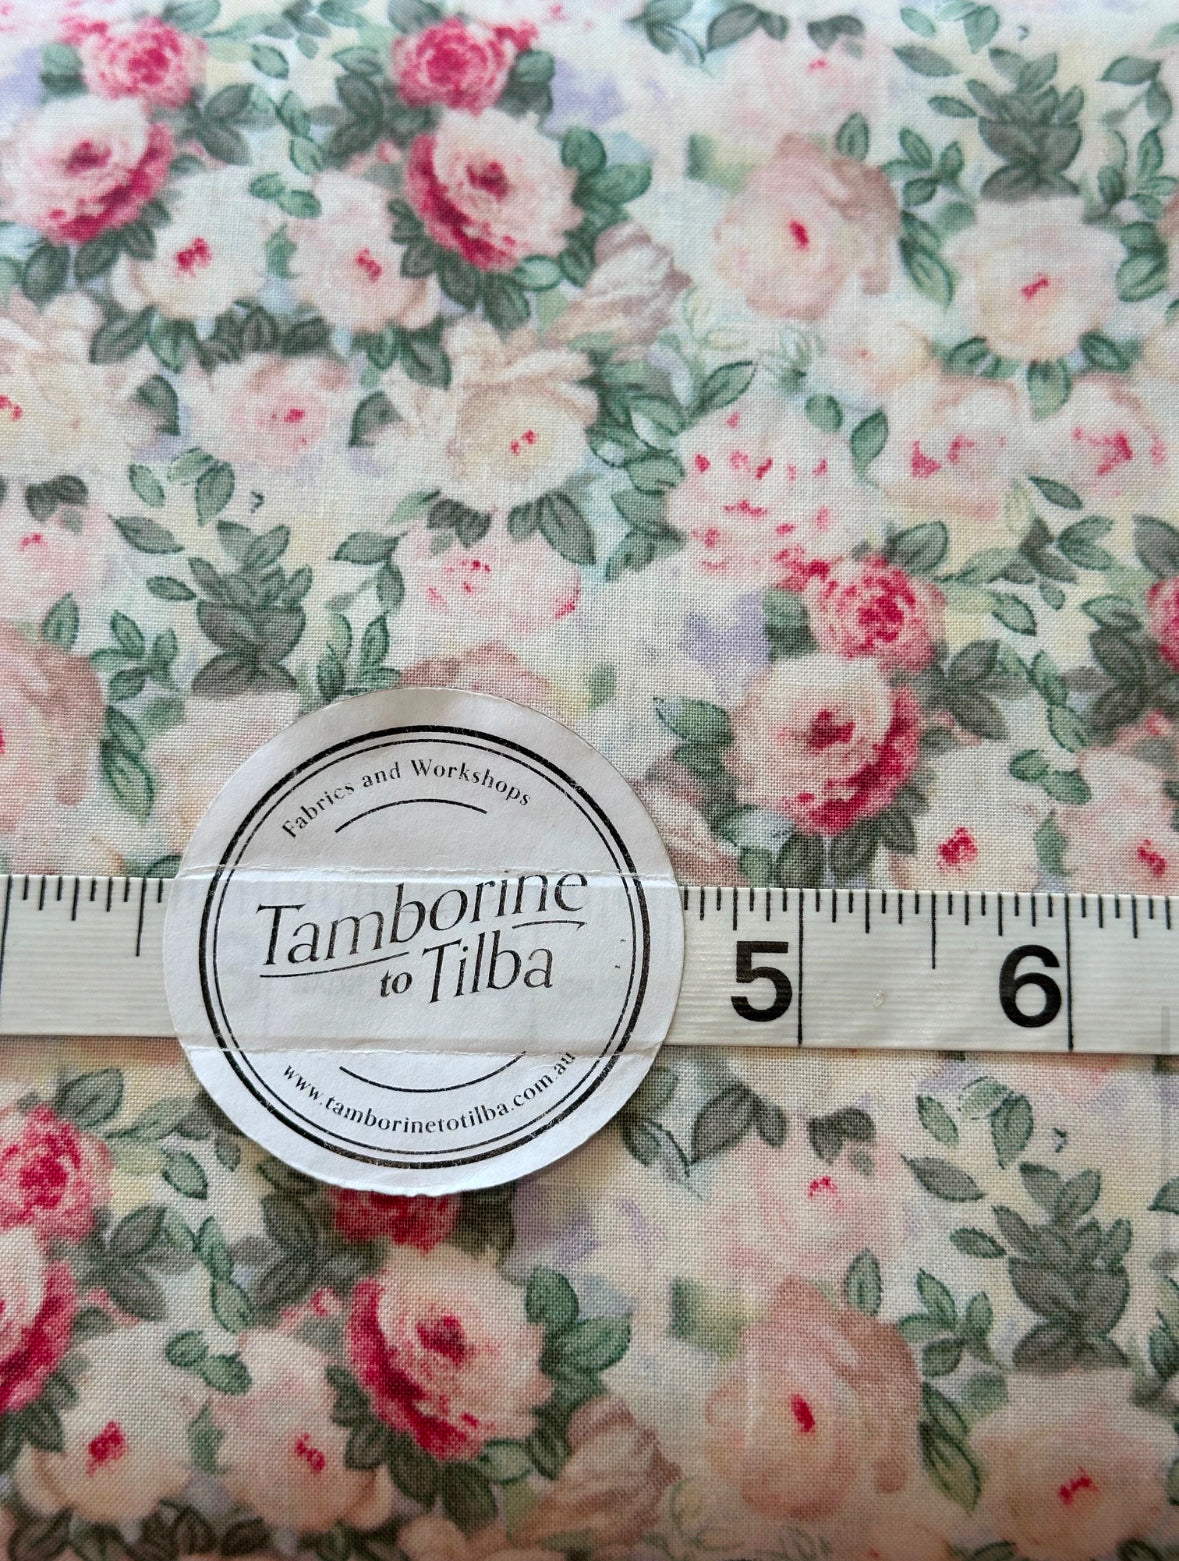 Fabrics and Workshops
Tamborine
to Tilba
5 6
www.tamborinetotilba.com.au